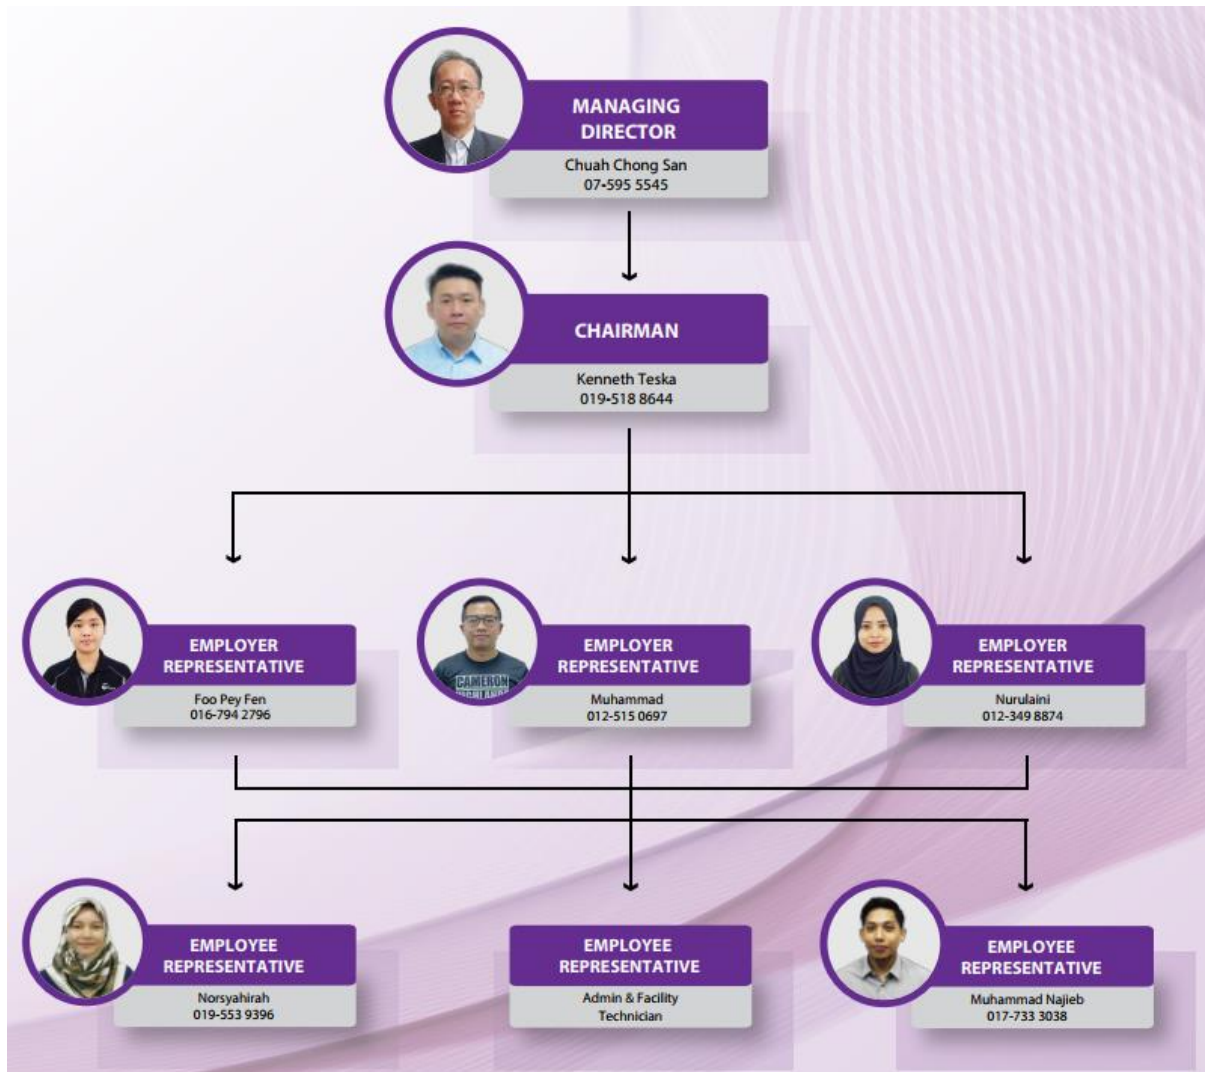 MANAGING
DIRECTOR
Chuah Chong San
07-595 5545
CHAIRMAN
Kenneth Teska
019-518 8644
EMPLOYER
REPRESENTATIVE
Foo Pey Fen
016-794 2796
CAMERON
HIGHLANDS
EMPLOYER
REPRESENTATIVE
Muhammad
012-515 0697
EMPLOYER
REPRESENTATIVE
Nurulaini
012-349 8874
EMPLOYEE
REPRESENTATIVE
Norsyahirah
019-553 9396
EMPLOYEE
REPRESENTATIVE
Admin & Facility
Technician
EMPLOYEE
REPRESENTATIVE
Muhammad Najieb
017-733 3038